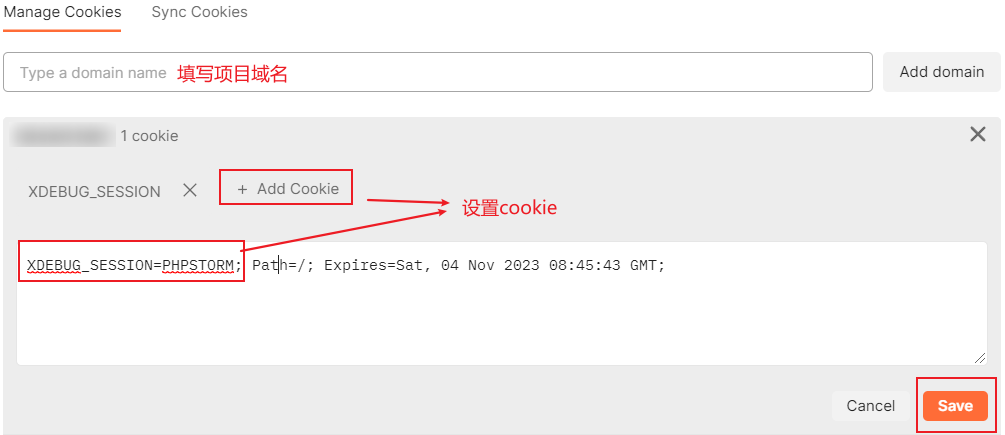 Manage Cookies Sync Cookies
Type a domain name 填写项目域名 Add domain
1 cookie
XDEBUG_SESSION + Add Cookie
设置cookie
XDEBUG_SESSION=PHPSTORM; Path=/; Expires=Sat, 04 Nov 2023 08:45:43 GMT;
Cancel Save